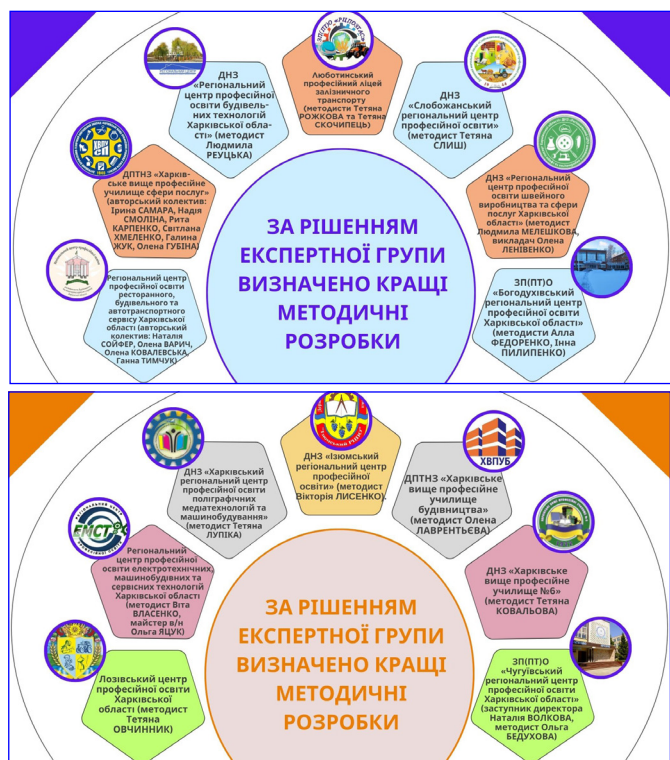 ДНЗ
«Регіональний
центр професійної
освіти будівель-
них технологій
Харківської обла-
сті» (методист
Людмила
РЕУЦЬКА)
Люботинський
професійний ліцей
залізничного
транспорту
(методисти Тетяна
РОЖКОВА та Тетяна
СКОЧИПЕЦЬ)
ДНЗ
«Слобожанський
регіональний центр
професійної освіти»
(методист Тетяна
СЛИШ)
ДПТНЗ «Харків-
ське вище професійне
училище сфери послуг»
(авторський колектив:
Ірина САМАРА, Надія
СМОЛІНА, Рита
КАРПЕНКО, Світлана
ХМЕЛЕНКО, Галина
ЖУК, Олена ГУБІНА)
ДНЗ «Регіональний
центр професійної
освіти швейного
виробництва та сфери
послуг Харківської
області» (методист
Людмила МЕЛЕШКОВА,
викладач Олена
ЛЕНІВЕНКО)
Регіональний центр
професійної освіти
ресторанного,
будівельного та
автотранспортного
сервісу Харківської
області (авторський
колектив: Наталія
СОЙФЕР, Олена ВАРИЧ,
Олена КОВАЛЕВСЬКА,
Ганна ТИМЧУК)
ЗП(ПТ)О
«Богодухівський
регіональний центр
професійної освіти
Харківської області»
(методисти Алла
ФЕДОРЕНКО, Інна
ПИЛИПЕНКО)
ЗА РІШЕННЯМ
ЕКСПЕРТНОЇ ГРУПИ
ВИЗНАЧЕНО КРАЩІ
МЕТОДИЧНІ
РОЗРОБКИ
ДНЗ «Харківський
регіональний центр
професійної освіти
поліграфічних
медіатехнологій та
машинобудування»
(методист Тетяна
ЛУПІКА)
ДНЗ «Ізюмський
регіональний центр
професійної
освіти» (методист
Вікторія ЛИСЕНКО).
ХВПУБ
ДПТНЗ «Харківське
вище професійне
училище
будівництва»
(методист Олена
ЛАВРЕНТЬЄВА)
Регіональний
центр професійної
освіти електротехнічних,
машинобудівних та
сервісних технологій
Харківської області
(методист Віта
ВЛАСЕНКО,
майстер в/н
Ольга ЯЦУК)
ДНЗ «Харківське
вище професійне
училище №6»
(методист Тетяна
КОВАЛЬОВА)
Лозівський центр
професійної освіти
Харківської
області (методист
Тетяна
ОВЧИННИК)
ЗП(ПТ)О
«Чугуївський
регіональний центр
професійної освіти
Харківської області»
(заступник директора
Наталія ВОЛКОВА,
методист Ольга
БЕДУХОВА)
ЗА РІШЕННЯМ
ЕКСПЕРТНОЇ ГРУПИ
ВИЗНАЧЕНО КРАЩІ
МЕТОДИЧНІ
РОЗРОБКИ